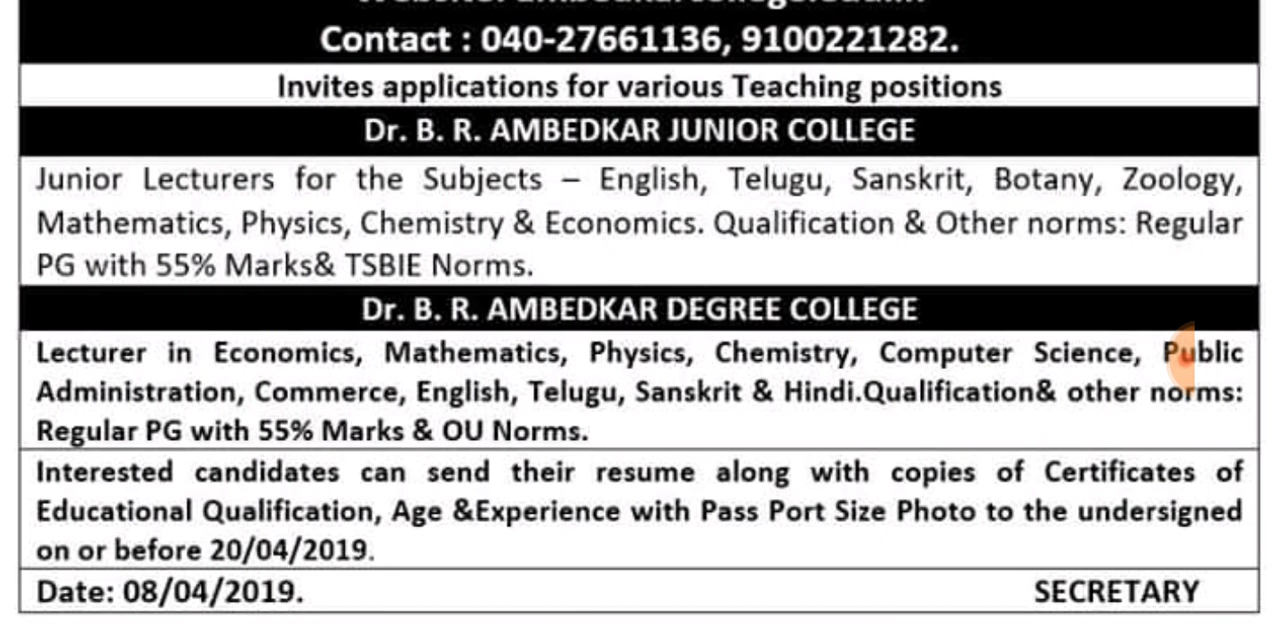 Contact : 040-27661136, 9100221282.
Invites applications for various Teaching positions
Dr. B. R. AMBEDKAR JUNIOR COLLEGE
Junior Lecturers for the Subjects – English, Telugu, Sanskrit, Botany, Zoology,
Mathematics, Physics, Chemistry & Economics. Qualification & Other norms: Regular
PG with 55% Marks& TSBIE Norms.
Dr. B. R. AMBEDKAR DEGREE COLLEGE
Lecturer in Economics, Mathematics, Physics, Chemistry, Computer Science, Public
Administration, Commerce, English, Telugu, Sanskrit & Hindi.Qualification& other norms:
Regular PG with 55% Marks & OU Norms.
Interested candidates can send their resume along with copies of Certificates of
Educational Qualification, Age &Experience with Pass Port Size Photo to the undersigned
on or before 20/04/2019.
Date: 08/04/2019. SECRETARY